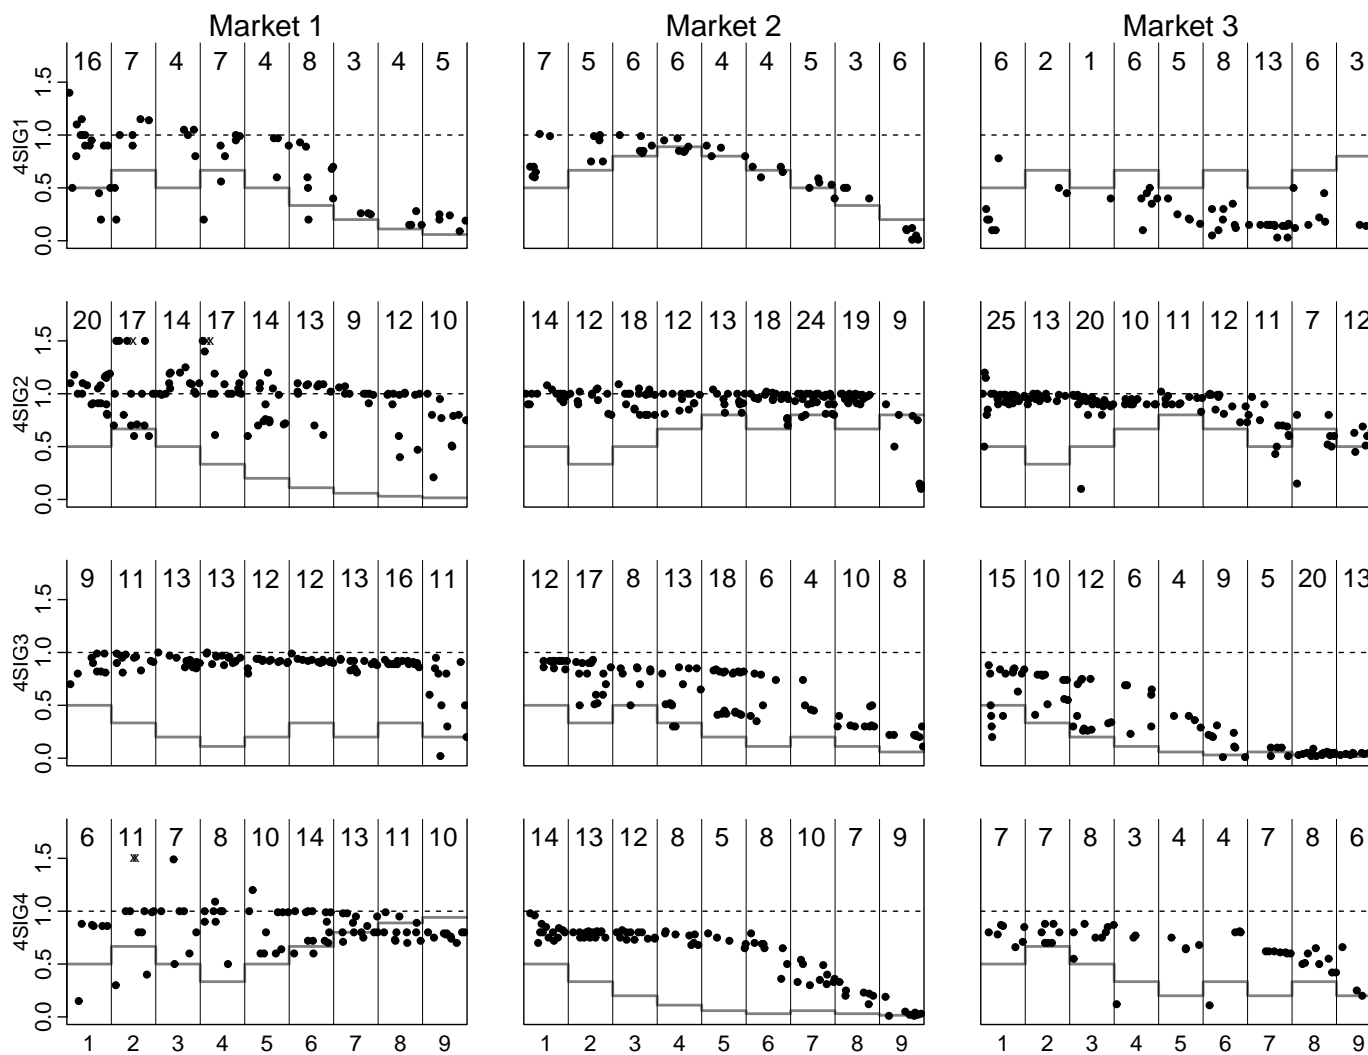 Market 1 Market 2 Market 3
16 7 4 7 4 8 3 4 5 7 5 6 6 4 4 5 3 6 6 2 1 6 5 8 13 6 3
4SIG1 0.0 0.5 1.0 1.5
20 17 14 17 14 13 9 12 10 14 12 18 12 13 18 24 19 9 25 13 20 10 11 12 11 7 12
4SIG2 0.0 0.5 1.0 1.5
9 11 13 13 12 12 13 16 11 12 17 8 13 18 6 4 10 8 15 10 12 6 4 9 5 20 13
4SIG3 0.0 0.5 1.0 1.5
6 11 7 8 10 14 13 11 10 14 13 12 8 5 8 10 7 9 7 7 8 3 4 4 7 8 6
4SIG4 0.0 0.5 1.0 1.5
1 2 3 4 5 6 7 8 9 1 2 3 4 5 6 7 8 9 1 2 3 4 5 6 7 8 9